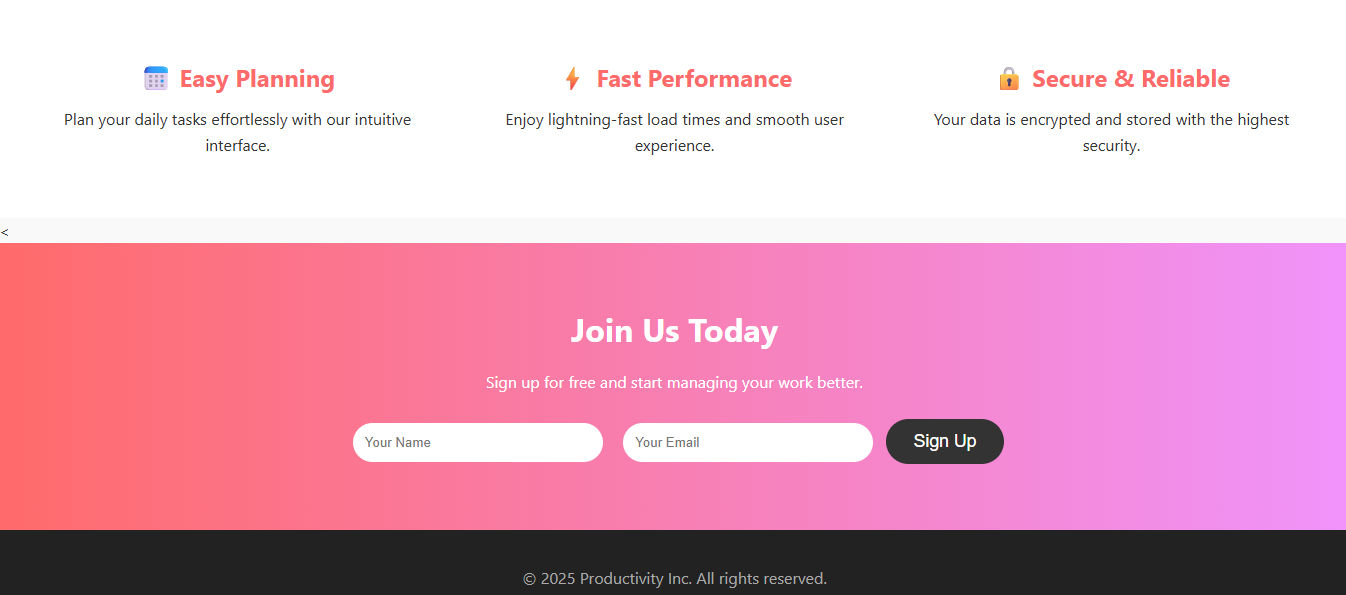 Easy Planning
Plan your daily tasks effortlessly with our intuitive
interface.
Fast Performance
Enjoy lightning-fast load times and smooth user
experience.
Secure & Reliable
Your data is encrypted and stored with the highest
security.
<
Join Us Today
Sign up for free and start managing your work better.
Your Name
Your Email
Sign Up
© 2025 Productivity Inc. All rights reserved.